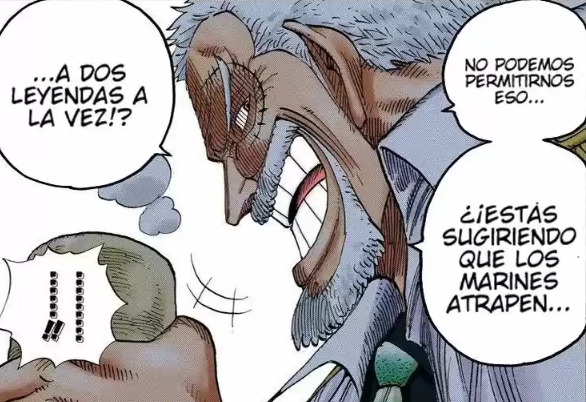 NO PODEMOS
PERMITIRNOS
ESO...
¿¡ESTÁS
SUGIRIENDO
QUE LOS
MARINES
ATRAPEN...
...A DOS
LEYENDAS A
LA VEZ!?
......!!
......